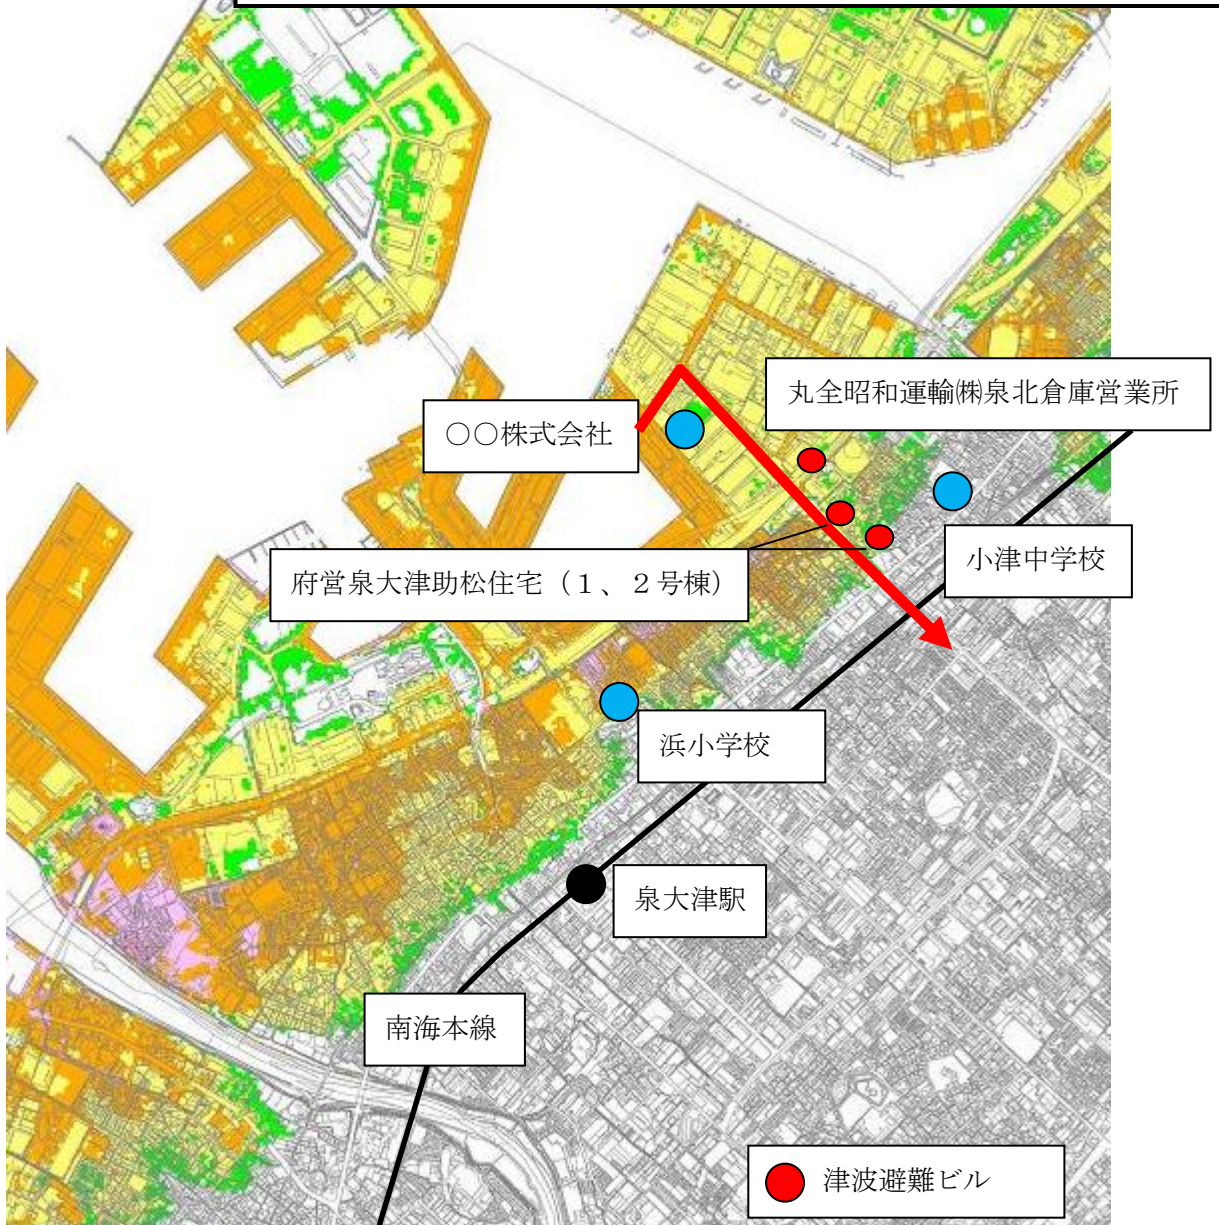 丸全昭和運輸㈱泉北倉庫営業所
○○株式会社
小津中学校
府営泉大津助松住宅（１、２号棟）
浜小学校
泉大津駅
南海本線
津波避難ビル